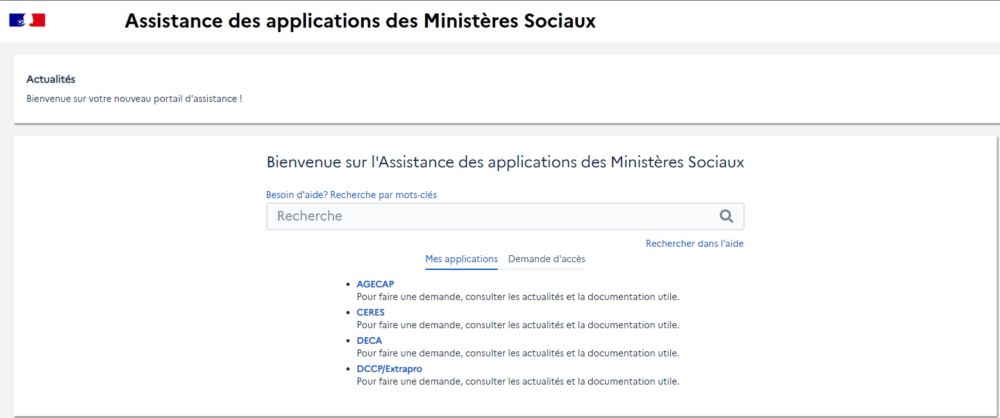 Assistance des applications des Ministères Sociaux
Actualités
Bienvenue sur votre nouveau portail d'assistance !
Bienvenue sur l'Assistance des applications des Ministères Sociaux
Besoin d'aide? Recherche par mots-clés
Recherche
Rechercher dans l'aide
Mes applications Demande d'accès
• AGECAP
Pour faire une demande, consulter les actualités et la documentation utile.
• CERES
Pour faire une demande, consulter les actualités et la documentation utile.
• DECA
Pour faire une demande, consulter les actualités et la documentation utile.
• DCCP/Extrapro
Pour faire une demande, consulter les actualités et la documentation utile.